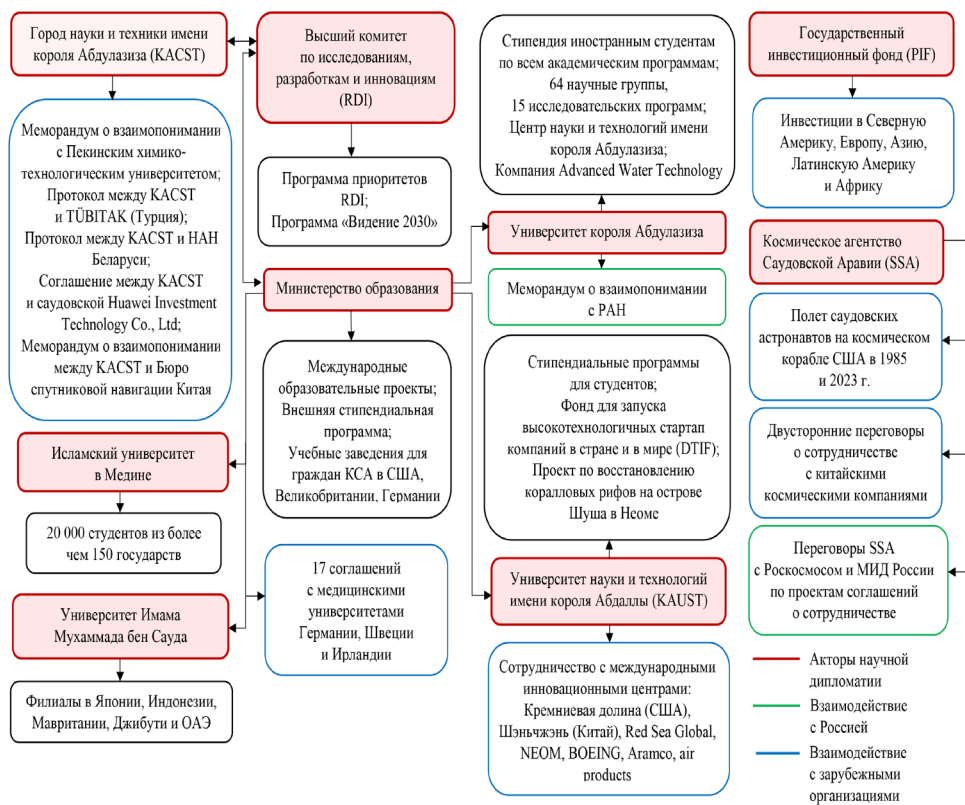 Город науки и техники имени
короля Абдулазиза (KACST)
Меморандум о взаимопонимании
с Пекинским химико-
технологическим университетом;
Протокол между KACST
и TÜBITAK (Турция);
Протокол между KACST и НАН
Беларуси;
Соглашение между KACST
и саудовской Huawei Investment
Technology Co., Ltd;
Меморандум о взаимопонимании
между KACST и Бюро
спутниковой навигации Китая
Исламский университет
в Медине
20 000 студентов из более
чем 150 государств
Университет Имама
Мухаммада бен Сауда
Филиалы в Японии, Индонезии,
Мавритании, Джибути и ОАЭ
Высший комитет
по исследованиям,
разработкам и инновациям
(RDI)
Программа приоритетов
RDI;
Программа «Видение 2030»
Министерство образования
Международные
образовательные проекты;
Внешняя стипендиальная
программа;
Учебные заведения для
граждан КСА в США,
Великобритании, Германии
17 соглашений
с медицинскими
университетами
Германии, Швеции
и Ирландии
Стипендия иностранным студентам
по всем академическим программам;
64 научные группы,
15 исследовательских программ;
Центр науки и технологий имени
короля Абдулазиза;
Компания Advanced Water Technology
Университет короля Абдулазиза
Меморандум о взаимопонимании
с РАН
Стипендиальные программы
для студентов;
Фонд для запуска
высокотехнологичных стартап
компаний в стране и в мире (DTIF);
Проект по восстановлению
коралловых рифов на острове
Шуша в Неоме
Университет науки и технологий
имени короля Абдаллы (KAUST)
Сотрудничество с международными
инновационными центрами:
Кремниевая долина (США),
Шэньчжэнь (Китай), Red Sea Global,
NEOM, BOEING, Aramco, air
products
Государственный
инвестиционный фонд (PIF)
Инвестиции в Северную
Америку, Европу, Азию,
Латинскую Америку
и Африку
Космическое агентство
Саудовской Аравии (SSA)
Полет саудовских
астронавтов на космическом
корабле США в 1985
и 2023 г.
Двусторонние переговоры
о сотрудничестве
с китайскими
космическими компаниями
Переговоры SSA
с Роскосмосом и МИД России
по проектам соглашений
о сотрудничестве
Акторы научной
дипломатии
Взаимодействие
с Россией
Взаимодействие
с зарубежными
организациями